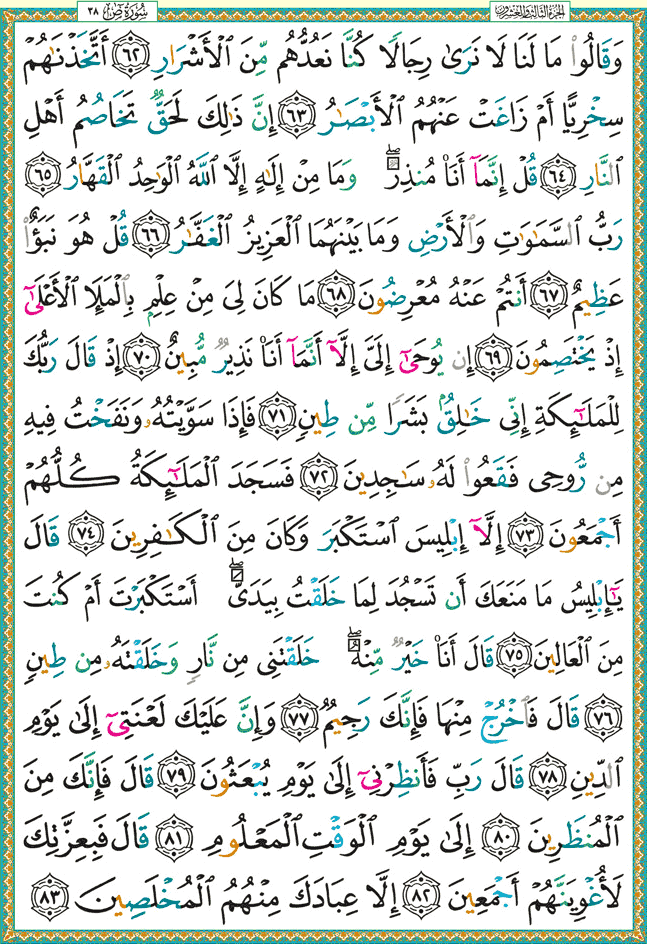 الجزء الثالث والعشرون
سورة ص ٣٨
وَقَالُوا۟ مَا لَنَا لَا نَرَىٰ رِجَالًا كُنَّا نَعُدُّهُم مِّنَ ٱلْأَشْرَارِ ٦٢ أَتَّخَذْنَٰهُمْ
سِخْرِيًّا أَمْ زَاغَتْ عَنْهُمُ ٱلْأَبْصَٰرُ ٦٣ إِنَّ ذَٰلِكَ لَحَقٌّ تَخَاصُمُ أَهْلِ
ٱلنَّارِ ٦٤ قُلْ إِنَّمَآ أَنَا۠ مُنذِرٌ ۖ وَمَا مِنْ إِلَٰهٍ إِلَّا ٱللَّهُ ٱلْوَٰحِدُ ٱلْقَهَّارُ ٦٥
رَبُّ ٱلسَّمَٰوَٰتِ وَٱلْأَرْضِ وَمَا بَيْنَهُمَا ٱلْعَزِيزُ ٱلْغَفَّٰرُ ٦٦ قُلْ هُوَ نَبَؤٌا۟
عَظِيمٌ ٦٧ أَنتُمْ عَنْهُ مُعْرِضُونَ ٦٨ مَا كَانَ لِىَ مِنْ عِلْمٍۭ بِٱلْمَلَإِ ٱلْأَعْلَىٰٓ
إِذْ يَخْتَصِمُونَ ٦٩ إِن يُوحَىٰٓ إِلَىَّ إِلَّآ أَنَّمَآ أَنَا۠ نَذِيرٌ مُّبِينٌ ٧٠ إِذْ قَالَ رَبُّكَ
لِلْمَلَٰٓئِكَةِ إِنِّى خَٰلِقٌۢ بَشَرًا مِّن طِينٍ ٧١ فَإِذَا سَوَّيْتُهُۥ وَنَفَخْتُ فِيهِ
مِن رُّوحِى فَقَعُوا۟ لَهُۥ سَٰجِدِينَ ٧٢ فَسَجَدَ ٱلْمَلَٰٓئِكَةُ كُلُّهُمْ
أَجْمَعُونَ ٧٣ إِلَّآ إِبْلِيسَ ٱسْتَكْبَرَ وَكَانَ مِنَ ٱلْكَٰفِرِينَ ٧٤ قَالَ
يَٰٓإِبْلِيسُ مَا مَنَعَكَ أَن تَسْجُدَ لِمَا خَلَقْتُ بِيَدَىَّ ۖ أَسْتَكْبَرْتَ أَمْ كُنتَ
مِنَ ٱلْعَالِينَ ٧٥ قَالَ أَنَا۠ خَيْرٌ مِّنْهُ ۖ خَلَقْتَنِى مِن نَّارٍ وَخَلَقْتَهُۥ مِن طِينٍ
٧٦ قَالَ فَٱخْرُجْ مِنْهَا فَإِنَّكَ رَجِيمٌ ٧٧ وَإِنَّ عَلَيْكَ لَعْنَتِىٓ إِلَىٰ يَوْمِ
ٱلدِّينِ ٧٨ قَالَ رَبِّ فَأَنظِرْنِىٓ إِلَىٰ يَوْمِ يُبْعَثُونَ ٧٩ قَالَ فَإِنَّكَ مِنَ
ٱلْمُنظَرِينَ ٨٠ إِلَىٰ يَوْمِ ٱلْوَقْتِ ٱلْمَعْلُومِ ٨١ قَالَ فَبِعِزَّتِكَ
لَأُغْوِيَنَّهُمْ أَجْمَعِينَ ٨٢ إِلَّا عِبَادَكَ مِنْهُمُ ٱلْمُخْلَصِينَ ٨٣